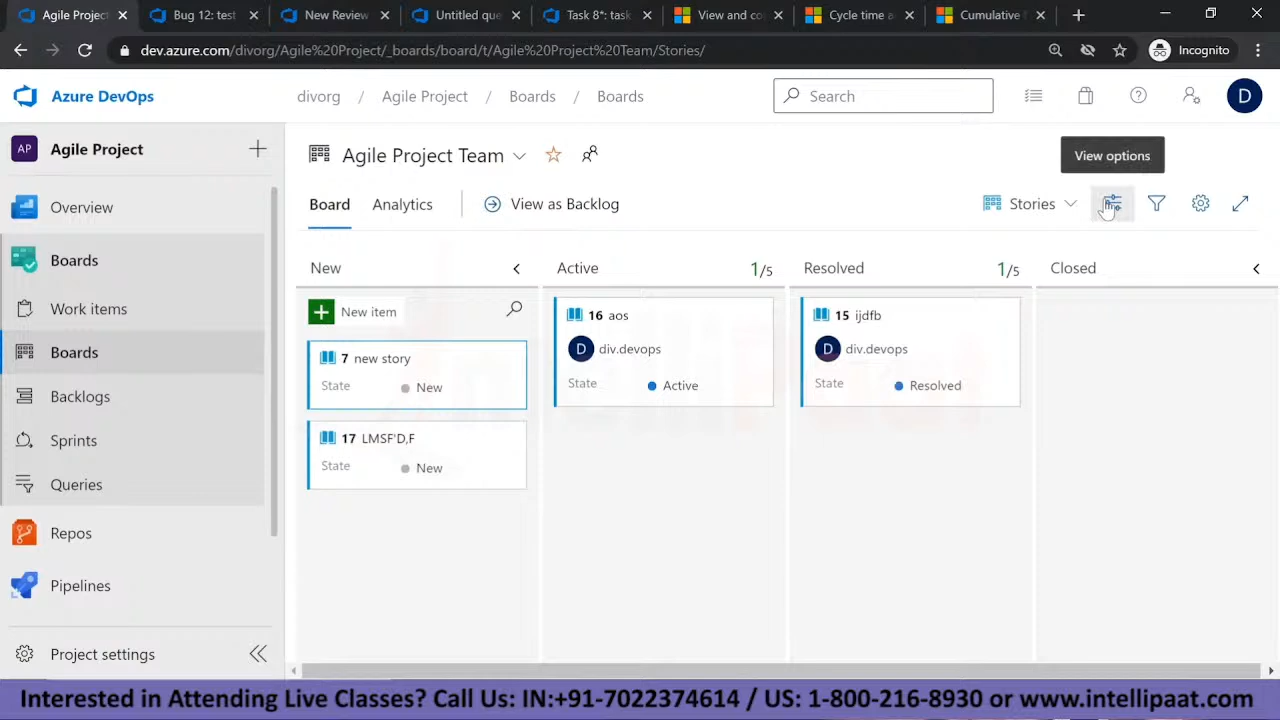 Agile Project
Bug 12: test
New Review
Untitled que
Task 8*: task
View and co
Cycle time a
Cumulative
dev.azure.com/divorg/Agile%20Project/_boards/board/t/Agile%20Project%20Team/Stories/
Incognito
Azure DevOps
divorg / Agile Project / Boards / Boards
Search
D
AP
Agile Project
Agile Project Team
View options
Overview
Board
Analytics
View as Backlog
Stories
Boards
New
Active
1/5
Resolved
1/5
Closed
Work items
New item
16 aos
15 ijdfb
Boards
7 new story
D div.devops
D div.devops
State
New
State
Active
State
Resolved
Backlogs
Sprints
17 LMSF'D,F
State
New
Queries
Repos
Pipelines
Project settings
Interested in Attending Live Classes? Call Us: IN:+91-7022374614 / US: 1-800-216-8930 or www.intellipaat.com